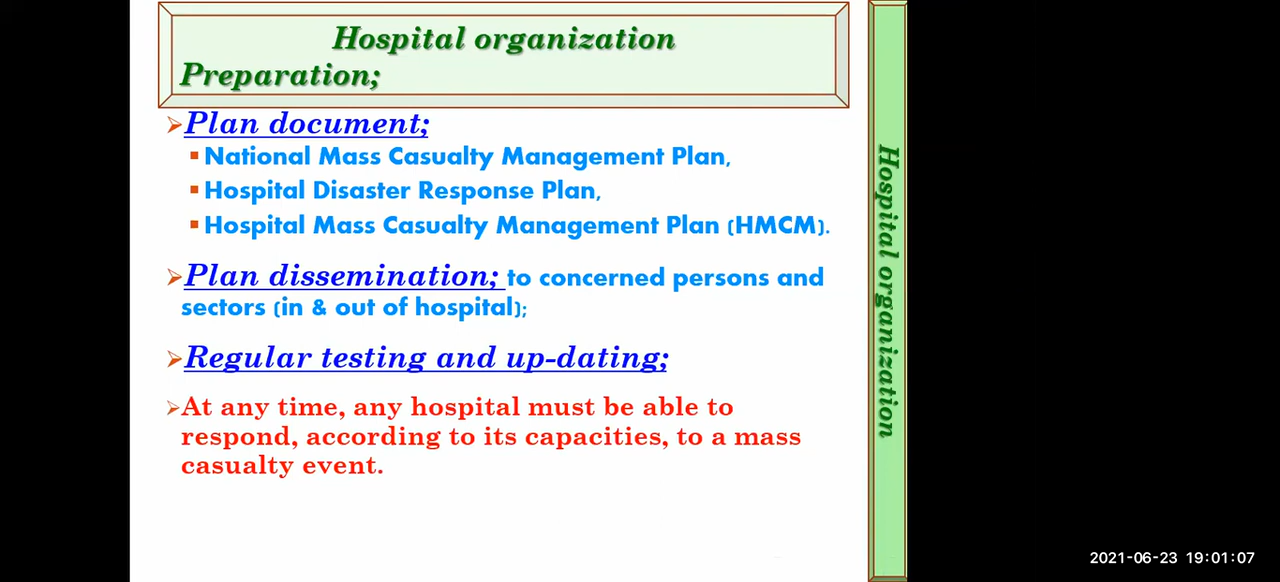 Hospital organization
Preparation;
Plan document;
National Mass Casualty Management Plan,
Hospital Disaster Response Plan,
Hospital Mass Casualty Management Plan (HMCM).
Plan dissemination; to concerned persons and
sectors (in & out of hospital);
Regular testing and up-dating;
At any time, any hospital must be able to
respond, according to its capacities, to a mass
casualty event.
Hospital organization
2021-06-23 19:01:07